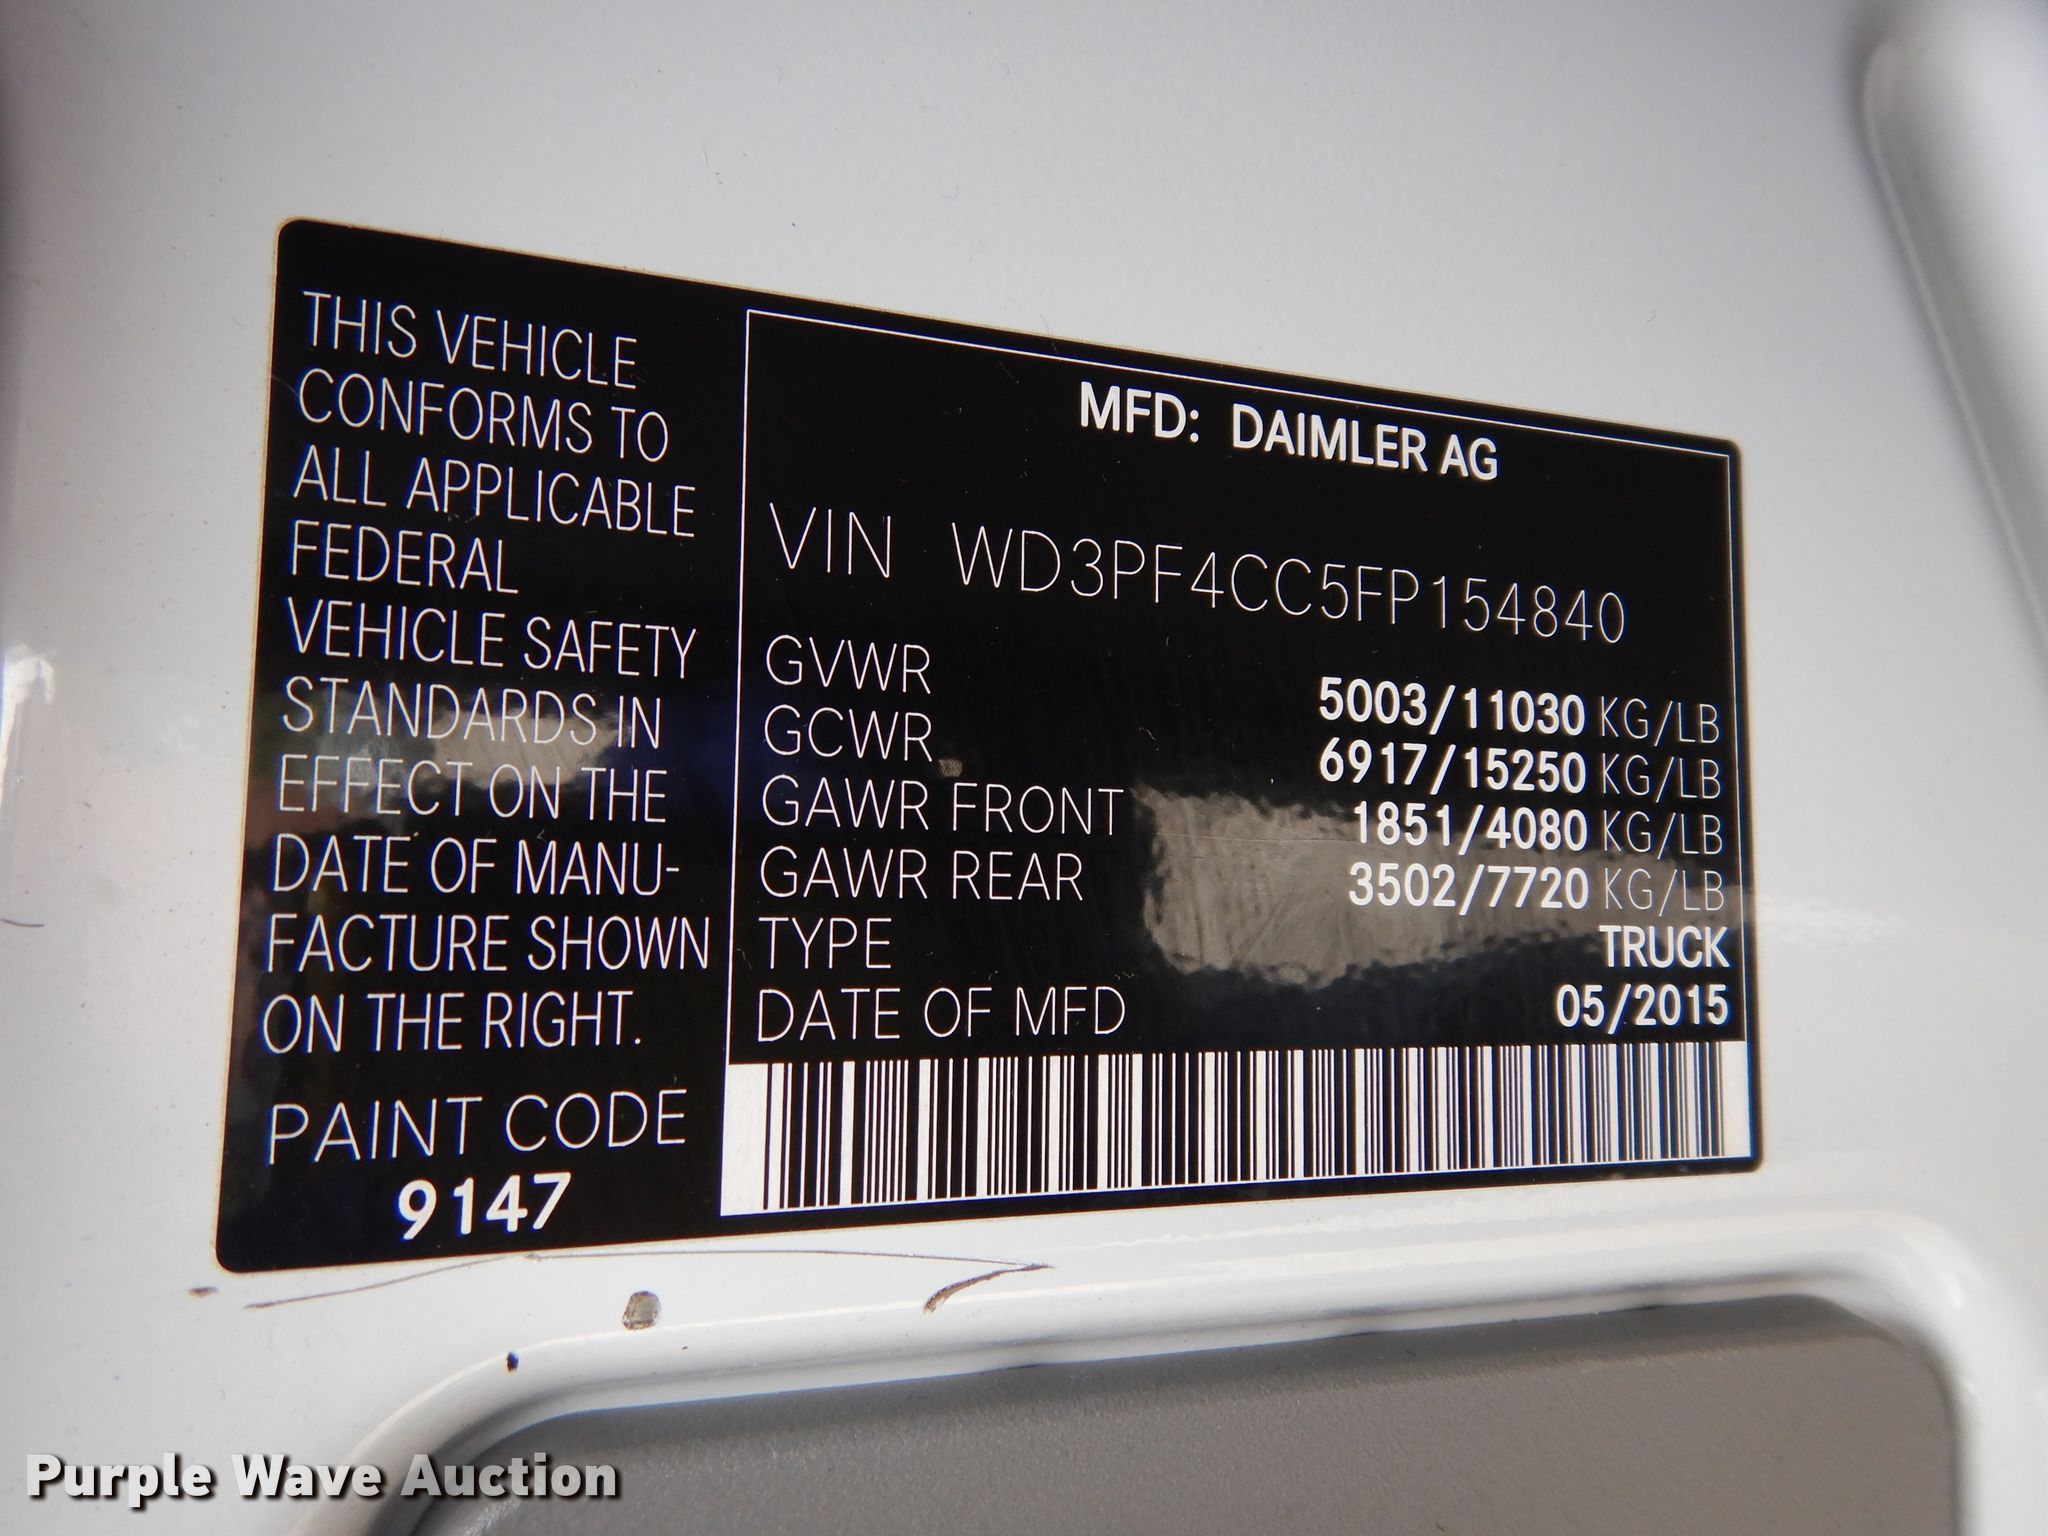 THIS VEHICLE
CONFORMS TO
ALL APPLICABLE
FEDERAL
VEHICLE SAFETY
STANDARDS IN
EFFECT ON THE
DATE OF MANU-
FACTURE SHOWN
ON THE RIGHT.
PAINT CODE
9147
MFD: DAIMLER AG
VIN WD3PF4CC5FP154840
GVWR 5003/11030 KG/LB
GCWR 6917/15250 KG/LB
GAWR FRONT 1851/4080 KG/LB
GAWR REAR 3502/7720 KG/LB
TYPE TRUCK
DATE OF MFD 05/2015
Purple Wave Auction